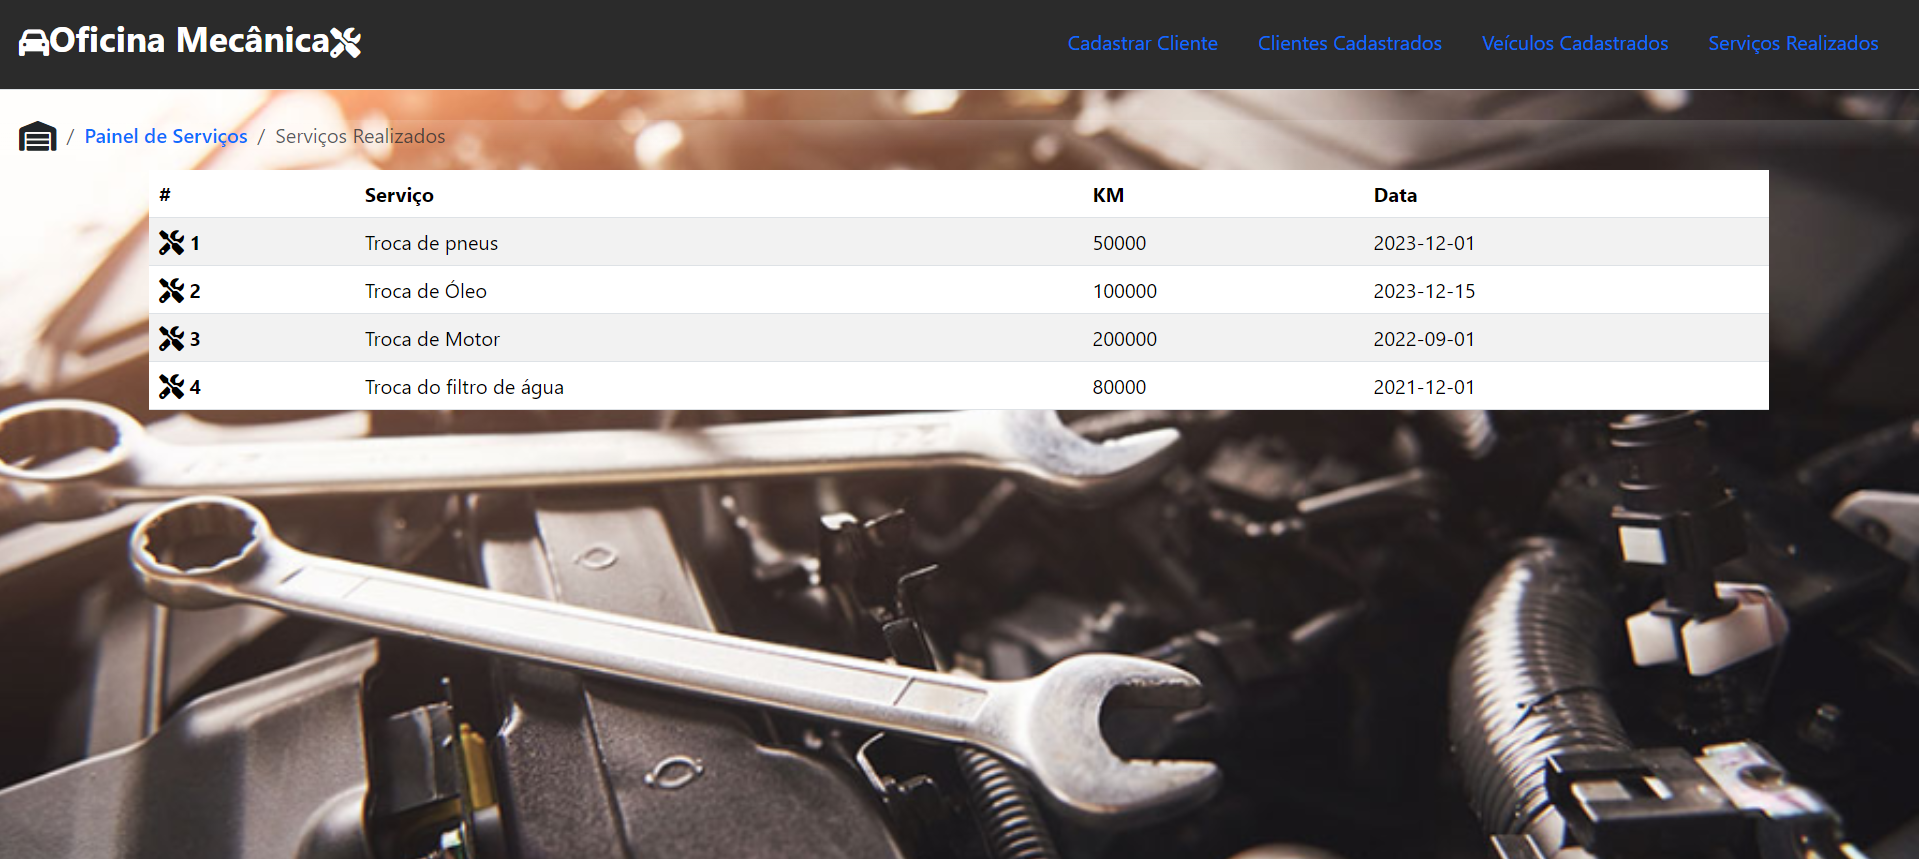 Oficina Mecânica
Cadastrar Cliente Clientes Cadastrados Veículos Cadastrados Serviços Realizados
/ Painel de Serviços / Serviços Realizados
# Serviço KM Data
1 Troca de pneus 50000 2023-12-01
2 Troca de Óleo 100000 2023-12-15
3 Troca de Motor 200000 2022-09-01
4 Troca do filtro de água 80000 2021-12-01